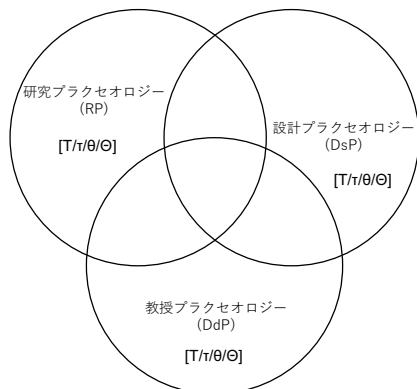 研究プラクセオロジー
(RP)
[T/τ/θ/Θ]
設計プラクセオロジー
(DsP)
[T/τ/θ/Θ]
教授プラクセオロジー
(DdP)
[T/τ/θ/Θ]